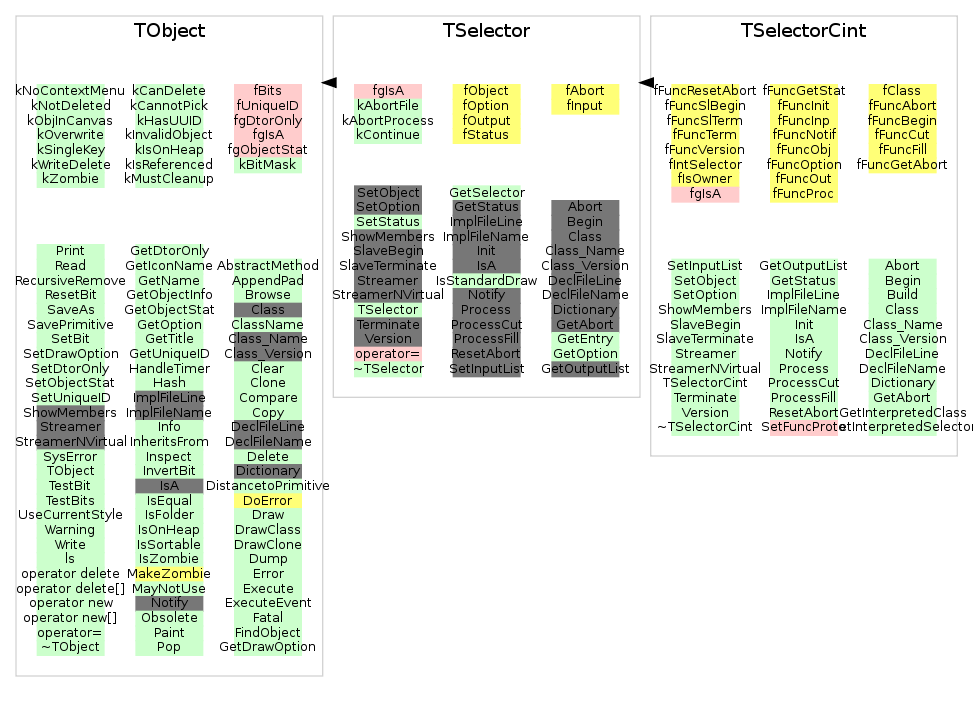 TObject
kNoContextMenu
kNotDeleted
kObjInCanvas
kOverwrite
kSingleKey
kWriteDelete
kZombie
kCanDelete
kCannotPick
kHasUUID
kInvalidObject
kIsOnHeap
kIsReferenced
kMustCleanup
fBits
fUniqueID
fgDtorOnly
fgIsA
fgObjectStat
kBitMask
Print
Read
RecursiveRemove
ResetBit
SaveAs
SavePrimitive
SetBit
SetDrawOption
SetDtorOnly
SetObjectStat
SetUniqueID
ShowMembers
Streamer
StreamerNVirtual
SysError
TObject
TestBit
TestBits
UseCurrentStyle
Warning
Write
ls
operator delete
operator delete[]
operator new
operator new[]
operator=
~TObject
GetDtorOnly
GetIconName
GetName
GetObjectInfo
GetObjectStat
GetOption
GetTitle
GetUniqueID
HandleTimer
Hash
ImplFileLine
ImplFileName
Info
InheritsFrom
Inspect
InvertBit
IsA
IsEqual
IsFolder
IsOnHeap
IsSortable
IsZombie
MakeZombie
MayNotUse
Notify
Obsolete
Paint
Pop
AbstractMethod
AppendPad
Browse
Class
ClassName
Class_Name
Class_Version
Clear
Clone
Compare
Copy
DeclFileLine
DeclFileName
Delete
Dictionary
DistancetoPrimitive
DoError
Draw
DrawClass
DrawClone
Dump
Error
Execute
ExecuteEvent
Fatal
FindObject
GetDrawOption
TSelector
fgIsA
kAbortFile
kAbortProcess
kContinue
fObject
fOption
fOutput
fStatus
fAbort
fInput
SetObject
SetOption
SetStatus
ShowMembers
SlaveBegin
SlaveTerminate
Streamer
StreamerNVirtual
TSelector
Terminate
Version
operator=
~TSelector
GetSelector
GetStatus
ImplFileLine
ImplFileName
Init
IsA
IsStandardDraw
Notify
Process
ProcessCut
ProcessFill
ResetAbort
SetInputList
Abort
Begin
Class
Class_Name
Class_Version
DeclFileLine
DeclFileName
Dictionary
GetAbort
GetEntry
GetOption
GetOutputList
TSelectorCint
fFuncResetAbort
fFuncSlBegin
fFuncSlTerm
fFuncTerm
fFuncVersion
fIntSelector
fIsOwner
fgIsA
fFuncGetStat
fFuncInit
fFuncInp
fFuncNotif
fFuncObj
fFuncOption
fFuncOut
fFuncProc
fClass
fFuncAbort
fFuncBegin
fFuncCut
fFuncFill
fFuncGetAbort
SetInputList
SetObject
SetOption
ShowMembers
SlaveBegin
SlaveTerminate
Streamer
StreamerNVirtual
TSelectorCint
Terminate
Version
~TSelectorCint
GetOutputList
GetStatus
ImplFileLine
ImplFileName
Init
IsA
Notify
Process
ProcessCut
ProcessFill
ResetAbort
SetFuncProto
Abort
Begin
Build
Class
Class_Name
Class_Version
DeclFileLine
DeclFileName
Dictionary
GetAbort
GetInterpretedClass
etInterpretedSelector